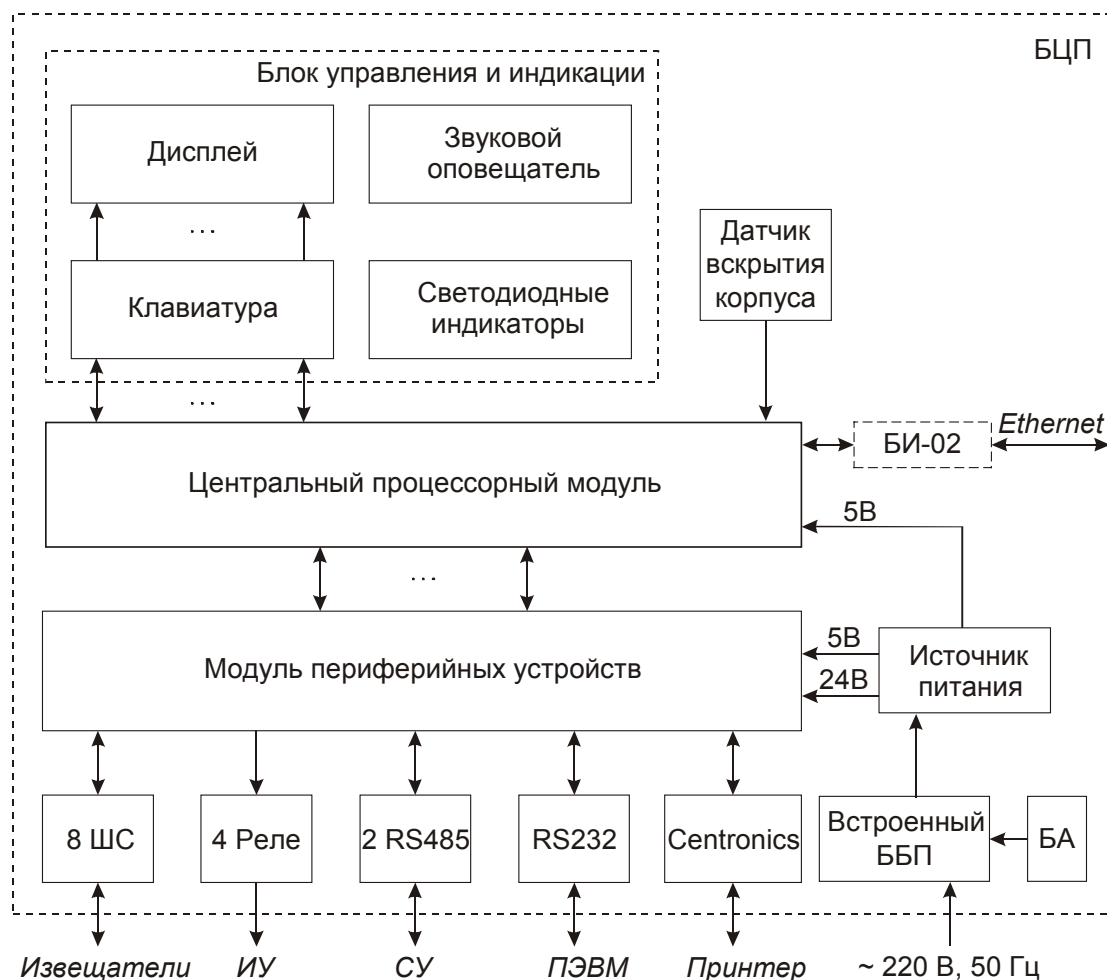 БЦП
Блок управления и индикации
Дисплей
Звуковой
оповещатель
...
Датчик
вскрытия
корпуса
Клавиатура
Светодиодные
индикаторы
...
Ethernet
БИ-02
Центральный процессорный модуль
5В
...
5В
Модуль периферийных устройств
24В
Источник
питания
8 ШС
4 Реле
2 RS485
RS232
Centronics
Встроенный
ББП
БА
Извещатели
ИУ
СУ
ПЭВМ
Принтер
~ 220 В, 50 Гц